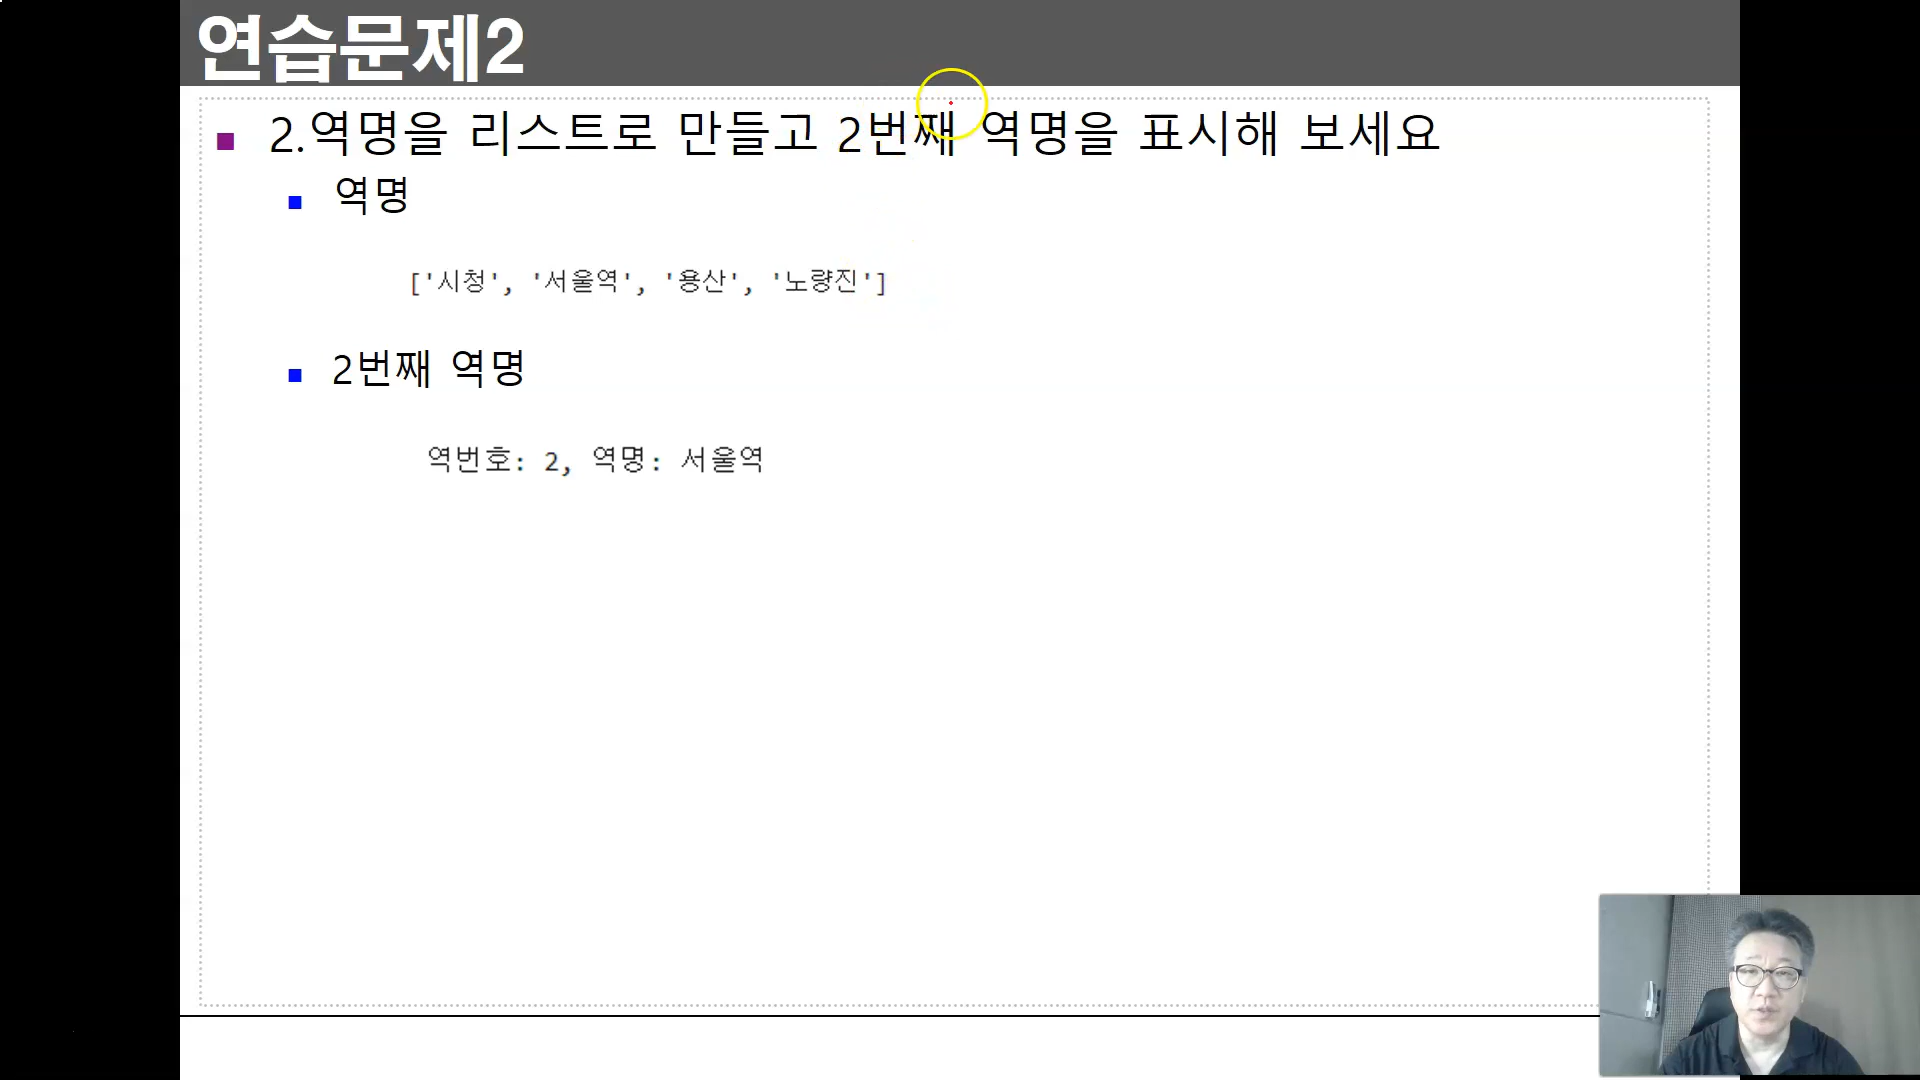 연습문제2
2.역명을 리스트로 만들고 2번째 역명을 표시해 보세요
역명
['시청', '서울역', '용산', '노량진']
2번째 역명
역번호: 2, 역명: 서울역